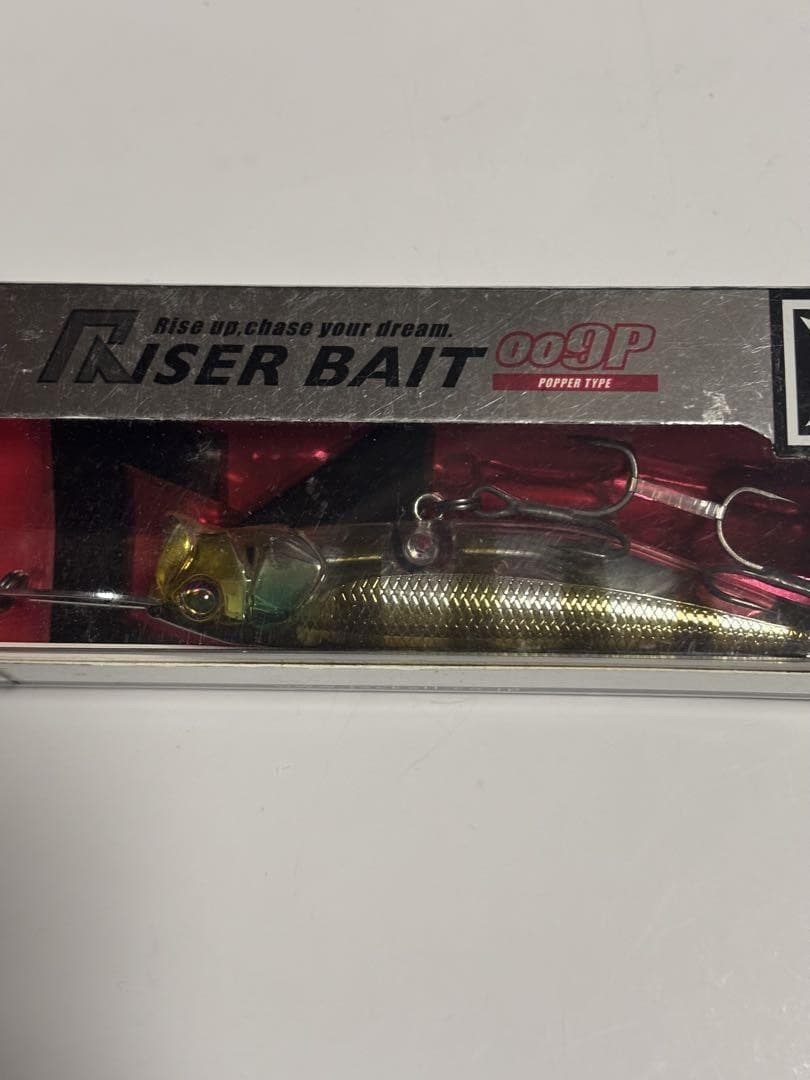 Rise up, chase your dream.
RISER BAIT 009P
POPPER TYPE